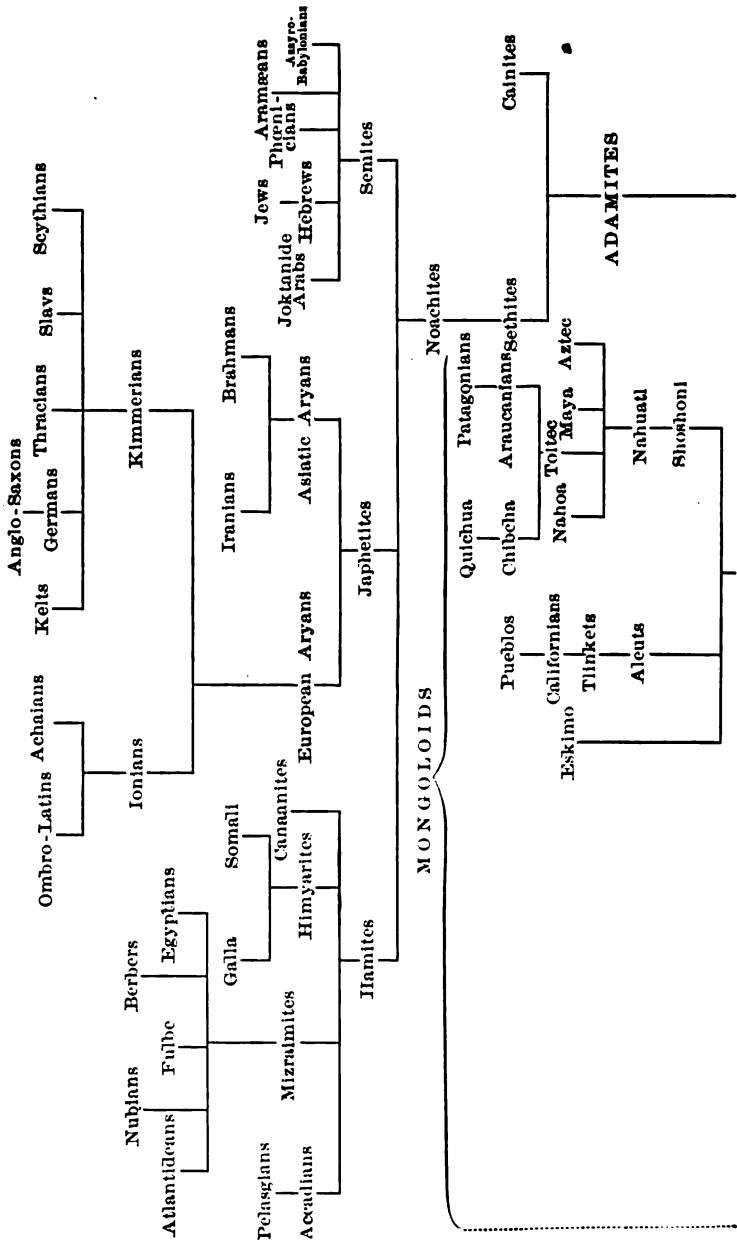 Anglo-Saxons
Ombro-Latins Achaians Kelts Germans Thracians Slavs Scythians
Ionians Kimmerians
Nubians Berbers
Atlantideans Fulbe Egyptians
Galla Somali
Iranians Brahmans
Jews Aramæans
Joktanide Arabs Hebrews Phœni-
cians Assyro-
Babylonians
Pelasgians
Accadians Mizraimites Himyarites Canaanites
European Aryans Asiatic Aryans
Hamites Japhetites Semites
MONGOLOIDS
Noachites
Quichua Patagonians
Chibcha Araucanians
Sethites Cainites
Pueblos
Californians
Tlinkets
Aleuts
Eskimo
Nahoa Toltec Maya Aztec
Nahuatl
Shoshoni
ADAMITES